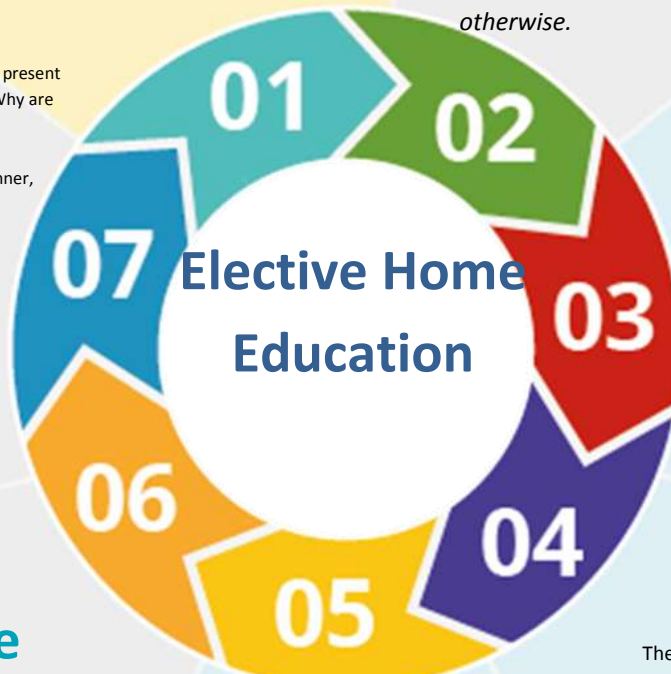 otherwise.
present
Why are
nner,
01
02
03
04
05
06
07
Elective Home
Education
e
The